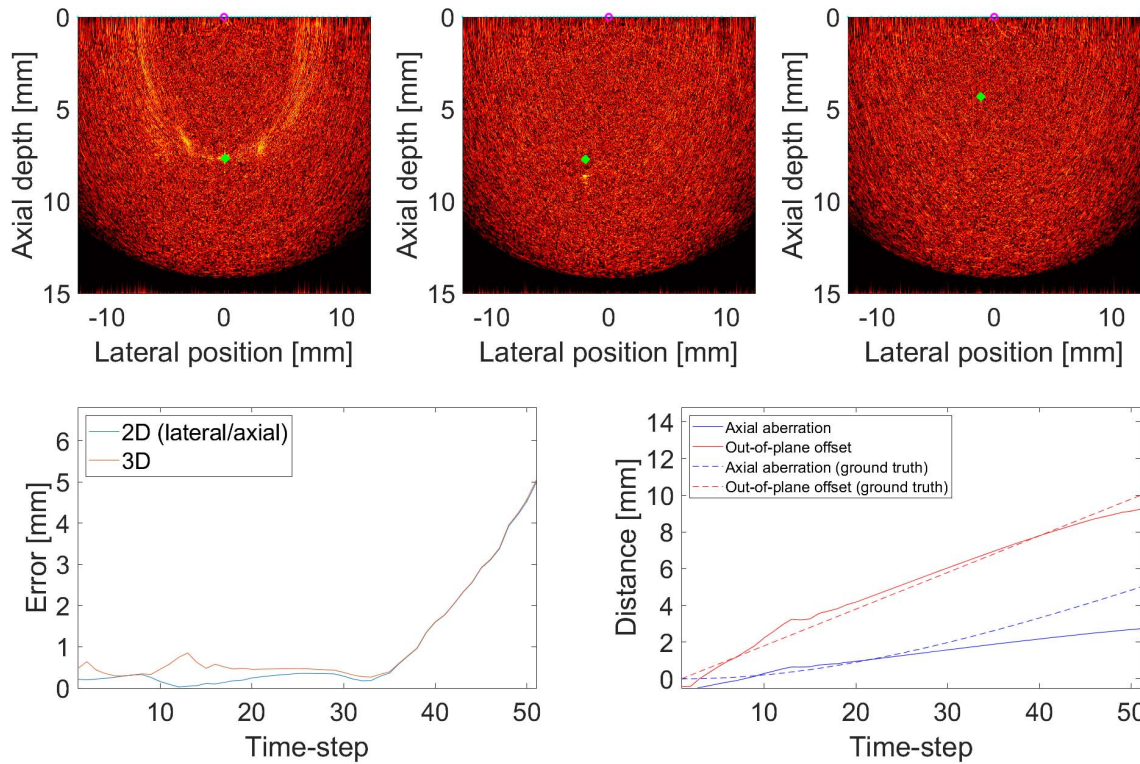 0
5
10
15
Axial depth [mm]
-10
0
10
Lateral position [mm]
0
5
10
15
Axial depth [mm]
-10
0
10
Lateral position [mm]
0
5
10
15
Axial depth [mm]
-10
0
10
Lateral position [mm]
6
5
4
3
2
1
0
Error [mm]
2D (lateral/axial)
3D
10
20
30
40
50
Time-step
14
12
10
8
6
4
2
0
Distance [mm]
Axial aberration
Out-of-plane offset
Axial aberration (ground truth)
Out-of-plane offset (ground truth)
10
20
30
40
50
Time-step